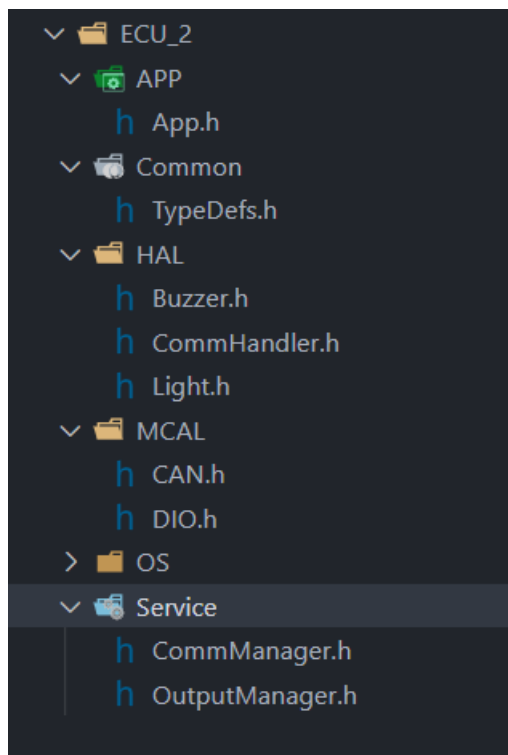 ECU_2
APP
h App.h
Common
h TypeDefs.h
HAL
h Buzzer.h
h CommHandler.h
h Light.h
MCAL
h CAN.h
h DIO.h
OS
Service
h CommManager.h
h OutputManager.h